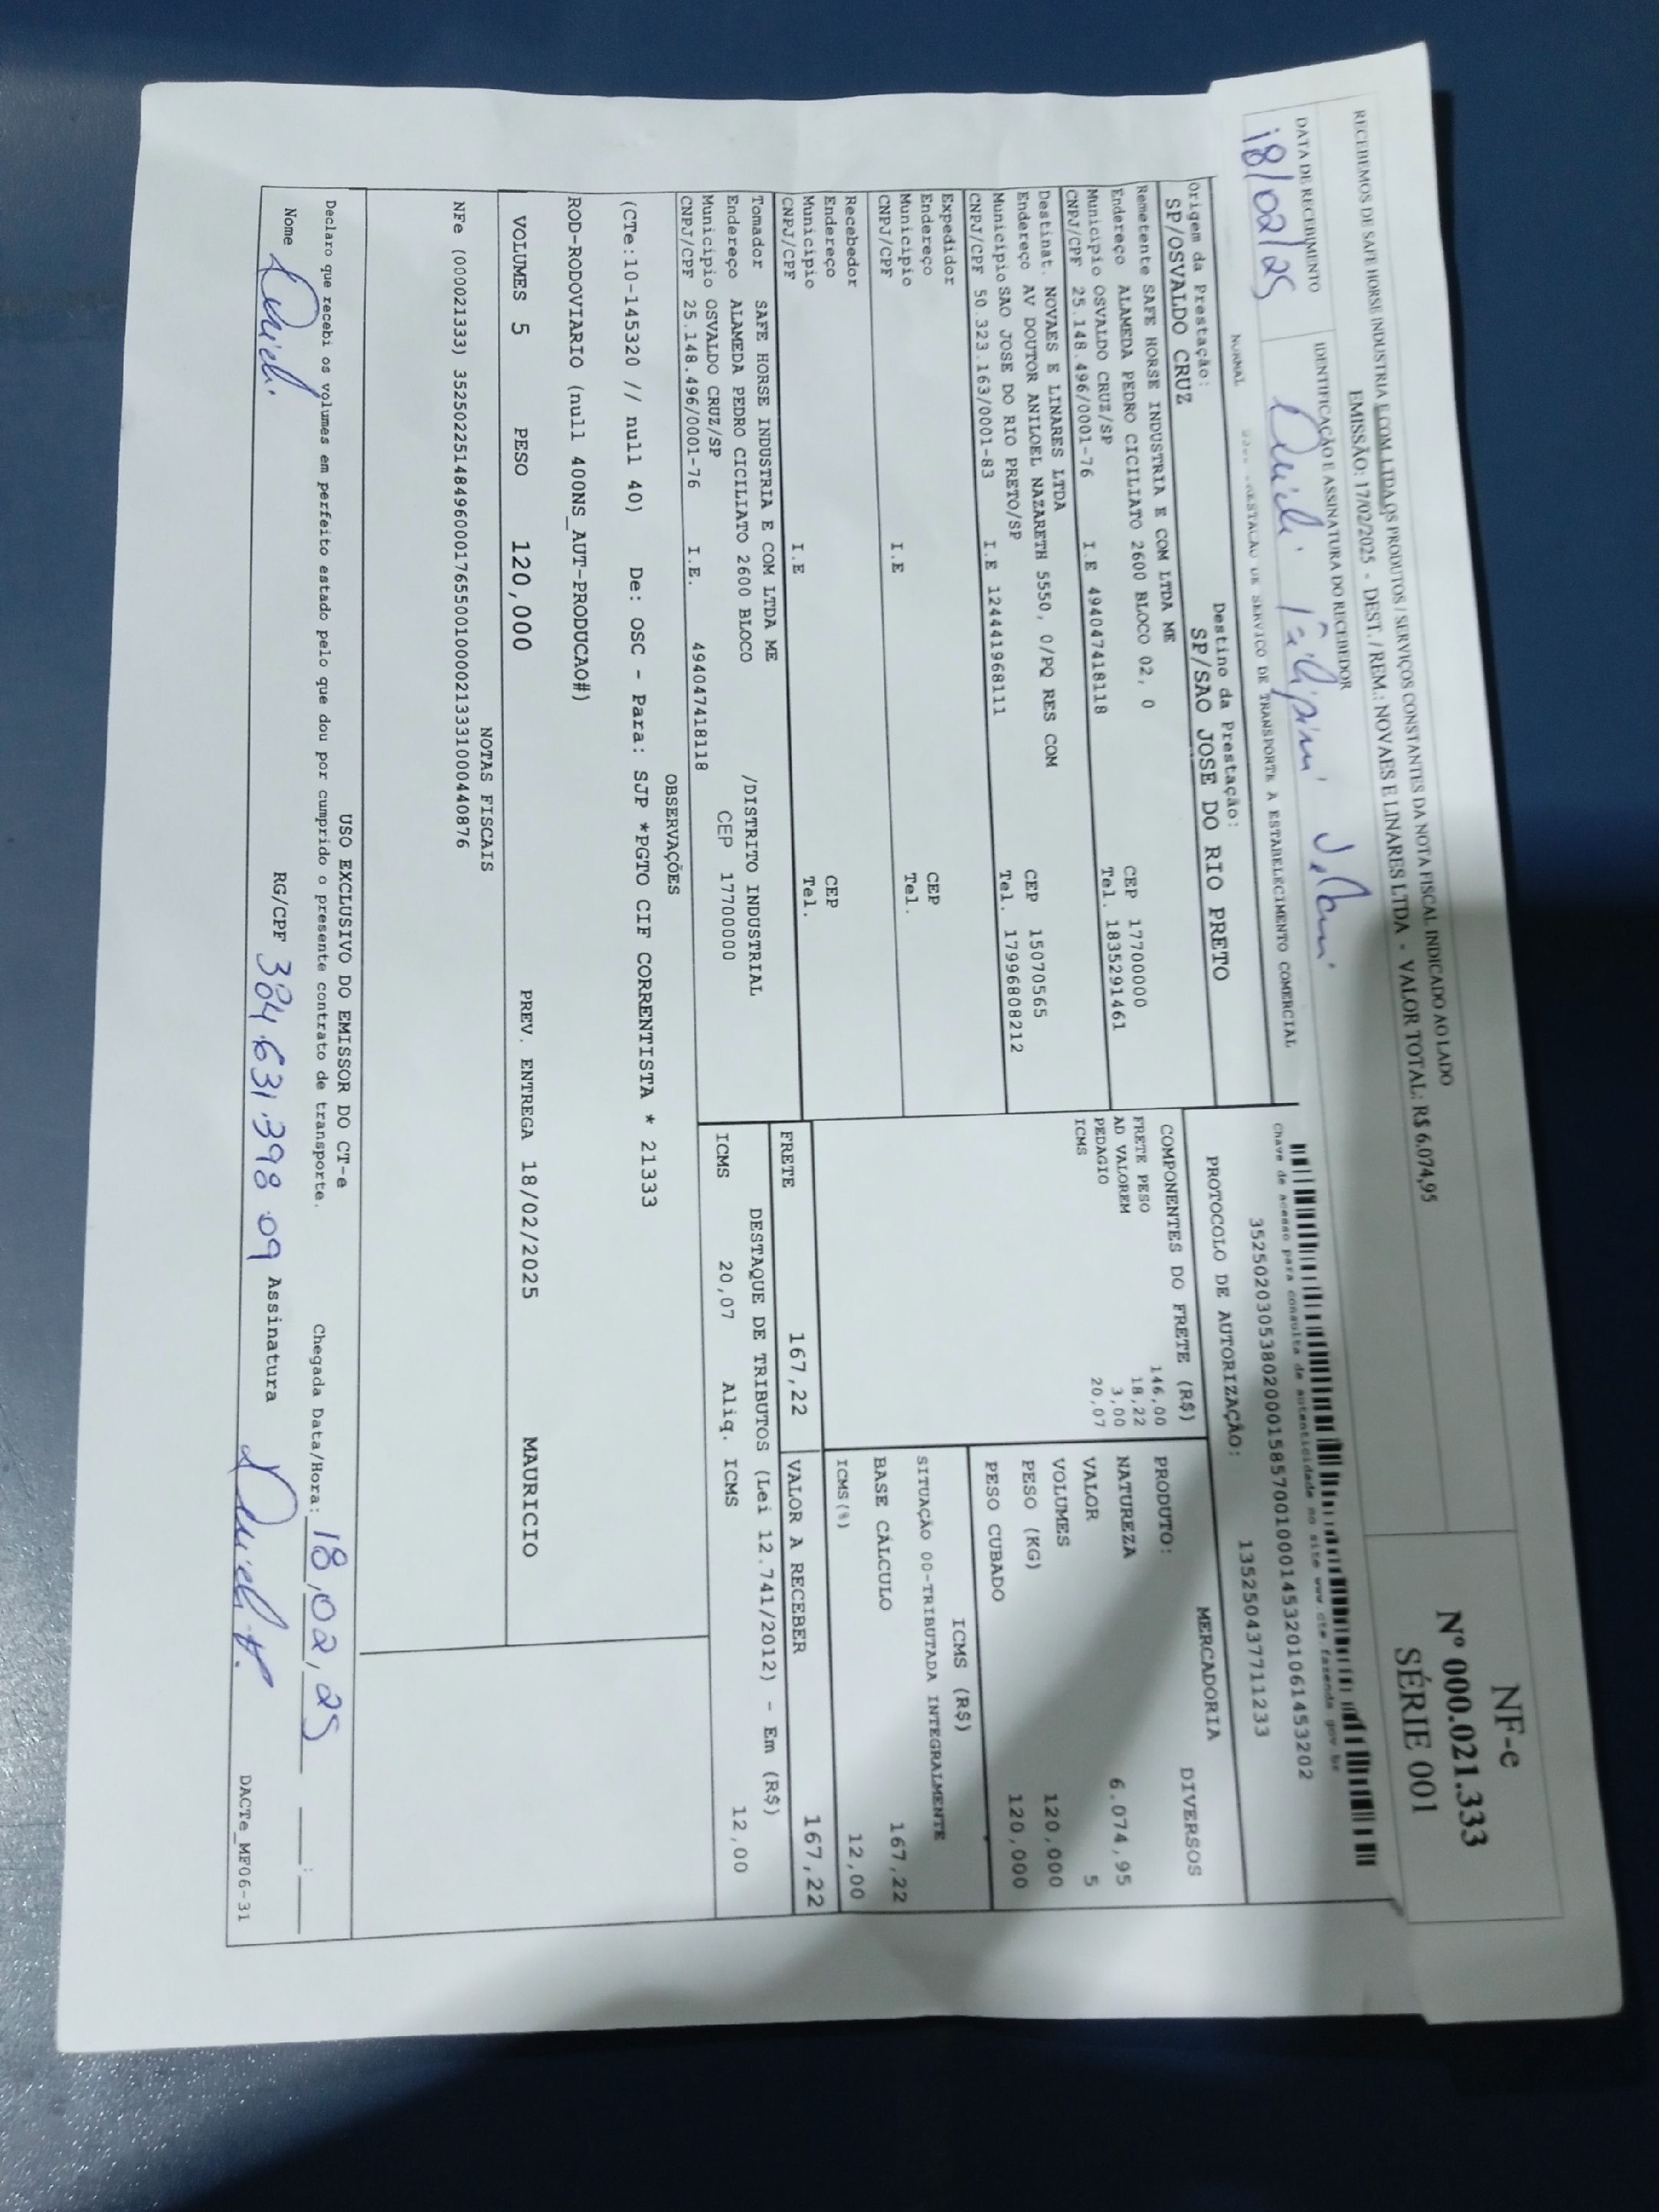 RECEBEMOS DE SAFE HORSE INDUSTRIA E COM LTDA OS PRODUTOS / SERVIÇOS CONSTANTES DA NOTA FISCAL INDICADO AO LADO
EMISSÃO: 17/02/2025 - DEST. / REM.: NOVAES E LINARES LTDA - VALOR TOTAL: R$ 6.074,95
DATA DE RECEBIMENTO
IDENTIFICAÇÃO E ASSINATURA DO RECEBEDOR
18/02/25
NF-e
Nº 000.021.333
SÉRIE 001
NORMAL
PRESTAÇÃO DE SERVICO DE TRANSPORTE A ESTABELECIMENTO COMERCIAL
Chave de acesso para consulta de autenticidade no site www.cte.fazenda.gov.br
35250203053802000158570010001453201061453202
Origem da Prestação:
SP/OSVALDO CRUZ
Destino da Prestação:
SP/SAO JOSE DO RIO PRETO
PROTOCOLO DE AUTORIZAÇÃO:
135250437711233
Remetente SAFE HORSE INDUSTRIA E COM LTDA ME
Endereço ALAMEDA PEDRO CICILIATO 2600 BLOCO 02, 0
CEP 17700000
Municipio OSVALDO CRUZ/SP
Tel. 1835291461
CNPJ/CPF 25.148.496/0001-76 I.E 494047418118
Destinat. NOVAES E LINARES LTDA
Endereço AV DOUTOR ANILOEL NAZARETH 5550, 0/PQ RES COM
CEP 15070565
Municipio SAO JOSE DO RIO PRETO/SP
Tel. 17996808212
CNPJ/CPF 50.323.163/0001-83 I.E 124441968111
Expedidor
Endereço
CEP
Municipio
Tel.
CNPJ/CPF
I.E
Recebedor
Endereço
CEP
Municipio
Tel.
CNPJ/CPF
I.E
COMPONENTES DO FRETE (R$)
FRETE PESO 146,00
AD VALOREM 18,22
PEDAGIO 3,00
ICMS 20,07
MERCADORIA
PRODUTO: DIVERSOS
NATUREZA
VALOR 6.074,95
VOLUMES 5
PESO (KG) 120,000
PESO CUBADO 120,000
ICMS (R$)
SITUAÇÃO 00-TRIBUTADA INTEGRALMENTE
BASE CÁLCULO 167,22
ICMS(%) 12,00
FRETE 167,22
VALOR A RECEBER 167,22
Tomador SAFE HORSE INDUSTRIA E COM LTDA ME
Endereço ALAMEDA PEDRO CICILIATO 2600 BLOCO /DISTRITO INDUSTRIAL
Municipio OSVALDO CRUZ/SP CEP 17700000
CNPJ/CPF 25.148.496/0001-76 I.E. 494047418118
DESTAQUE DE TRIBUTOS (Lei 12.741/2012) - Em (R$)
ICMS 20,07 Aliq. ICMS 12,00
OBSERVAÇÕES
(CTe:10-145320 // null 40) De: OSC - Para: SJP *PGTO CIF CORRENTISTA * 21333
ROD-RODOVIARIO (null 400NS_AUT-PRODUCAO#)
VOLUMES 5 PESO 120,000 PREV. ENTREGA 18/02/2025 MAURICIO
NOTAS FISCAIS
NFe (000021333) 35250225148496000176550010000213331000440876
USO EXCLUSIVO DO EMISSOR DO CT-e
Declaro que recebi os volumes em perfeito estado pelo que dou por cumprido o presente contrato de transporte.
Chegada Data/Hora: 18/02/25 __:__
Nome
RG/CPF 384.631.398 09
Assinatura
DACTe_MF06-31